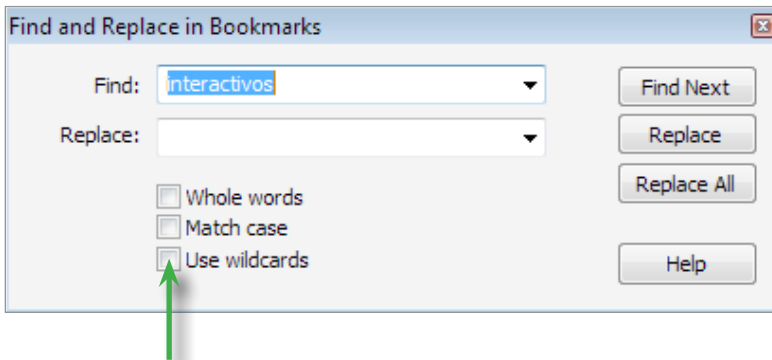 Find and Replace in Bookmarks
Find: interactivos Find Next
Replace: Replace
Replace All
Whole words
Match case
Use wildcards
Help